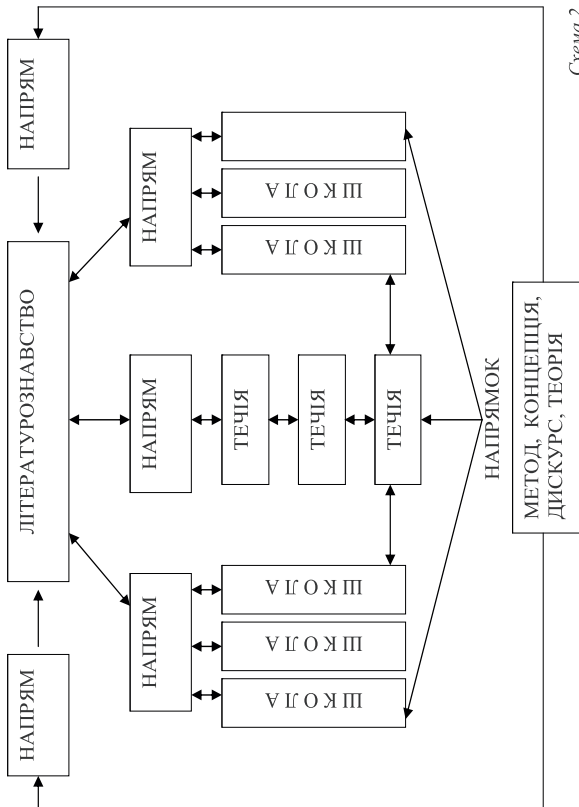 НАПРЯМ
ЛІТЕРАТУРОЗНАВСТВО
НАПРЯМ
НАПРЯМ
НАПРЯМ
НАПРЯМ
ШКОЛА
ШКОЛА
ШКОЛА
ТЕЧІЯ
ТЕЧІЯ
ТЕЧІЯ
ШКОЛА
ШКОЛА
НАПРЯМОК
МЕТОД, КОНЦЕПЦІЯ,
ДИСКУРС, ТЕОРІЯ
Схема 2